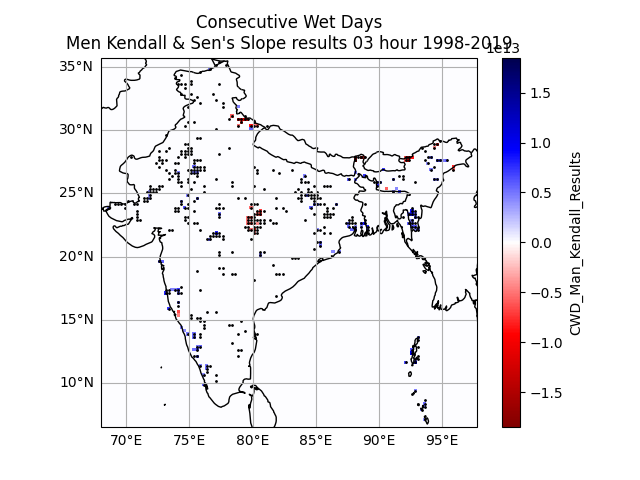 Consecutive Wet Days
Men Kendall & Sen's Slope results 03 hour 1998-2019
1e13
35°N
30°N
25°N
20°N
15°N
10°N
70°E 75°E 80°E 85°E 90°E 95°E
1.5
1.0
0.5
0.0
−0.5
−1.0
−1.5
CWD_Man_Kendall_Results